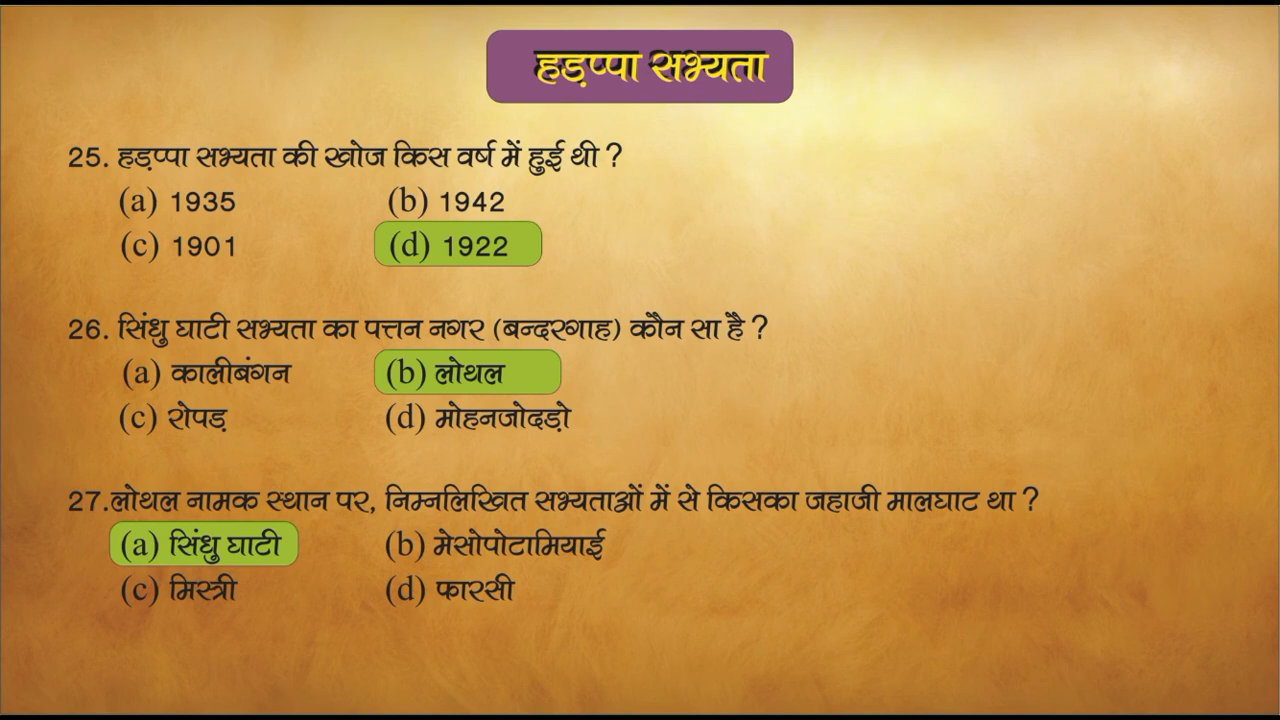 हड़प्पा सभ्यता
25. हड़प्पा सभ्यता की खोज किस वर्ष में हुई थी ?
(a) 1935 (b) 1942
(c) 1901 (d) 1922
26. सिंधु घाटी सभ्यता का पत्तन नगर (बन्दरगाह) कौन सा है ?
(a) कालीबंगन (b) लोथल
(c) रोपड़ (d) मोहनजोदड़ो
27.लोथल नामक स्थान पर, निम्नलिखित सभ्यताओं में से किसका जहाजी मालघाट था ?
(a) सिंधु घाटी (b) मेसोपोटामियाई
(c) मिस्त्री (d) फारसी